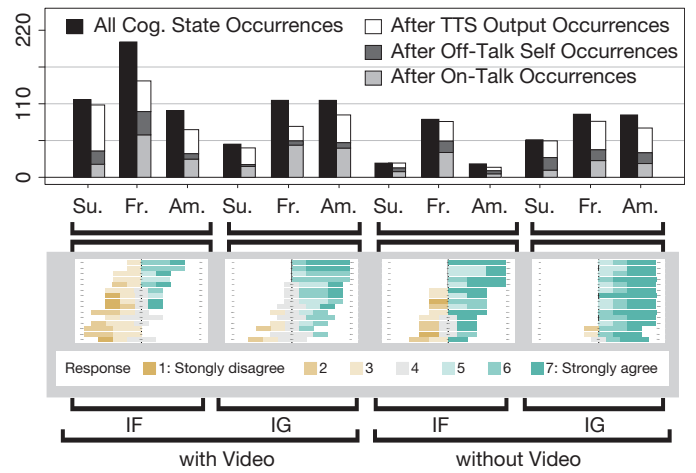 220
110
0
All Cog. State Occurrences
After TTS Output Occurrences
After Off-Talk Self Occurrences
After On-Talk Occurrences
Su. Fr. Am. Su. Fr. Am. Su. Fr. Am. Su. Fr. Am.
Response 1: Stongly disagree 2 3 4 5 6 7: Strongly agree
IF IG IF IG
with Video without Video